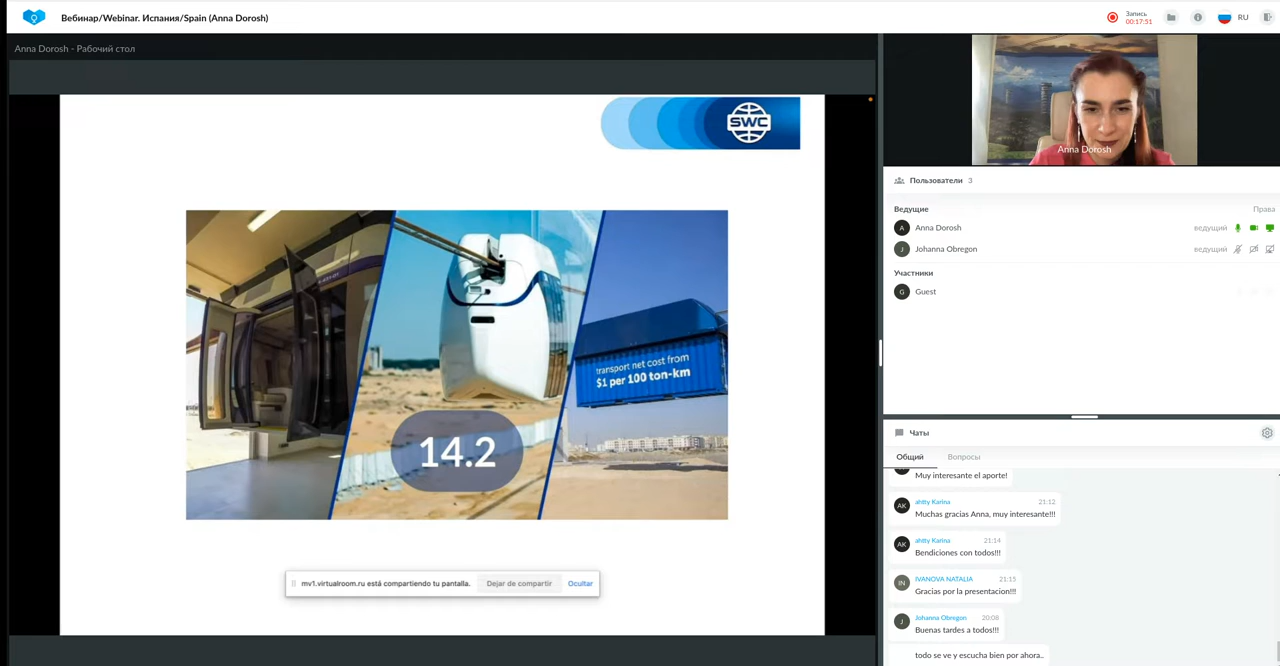 Вебинар/Webinar. Испания/Spain (Anna Dorosh)
Запись
00:17:51
RU
Anna Dorosh - Рабочий стол
SWC
transport net cost from
$1 per 100 ton-km
14.2
mv1.virtualroom.ru está compartiendo tu pantalla.
Dejar de compartir
Ocultar
Anna Dorosh
Пользователи 3
Ведущие
Права
A
Anna Dorosh
ведущий
J
Johanna Obregon
ведущий
Участники
G
Guest
Чаты
Общий
Вопросы
Muy interesante el aporte!
AK
ahtty Karina
21:12
Muchas gracias Anna, muy interesante!!!
AK
ahtty Karina
21:14
Bendiciones con todos!!!
IN
IVANOVA NATALIA
21:15
Gracias por la presentacion!!!
J
Johanna Obregon
20:08
Buenas tardes a todos!!!
todo se ve y escucha bien por ahora..